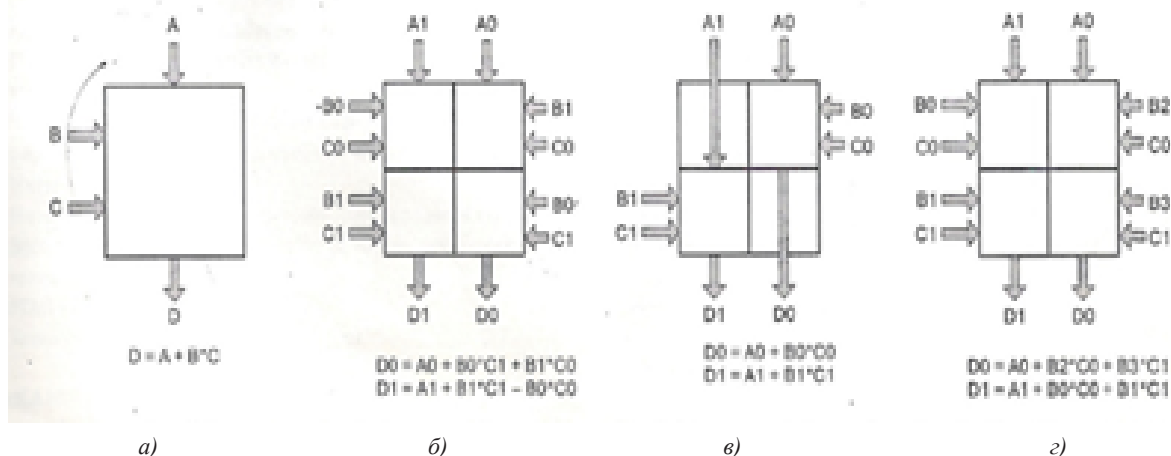 A
B
C
D
D = A + B*C
а)
A1 A0
-B0 B1
C0 C0
B1 B0
C1 C1
D1 D0
D0 = A0 + B0*C1 + B1*C0
D1 = A1 + B1*C1 – B0*C0
б)
A1 A0
B0
C0
B1
C1
D1 D0
D0 = A0 + B0*C0
D1 = A1 = B1*C1
в)
A1 A0
B0 B2
C0 C0
B1 B3
C1 C1
D1 D0
D0 = A0 + B2*C0 + B3*C1
D1 = A1 + B0*C0 + B1*C1
г)